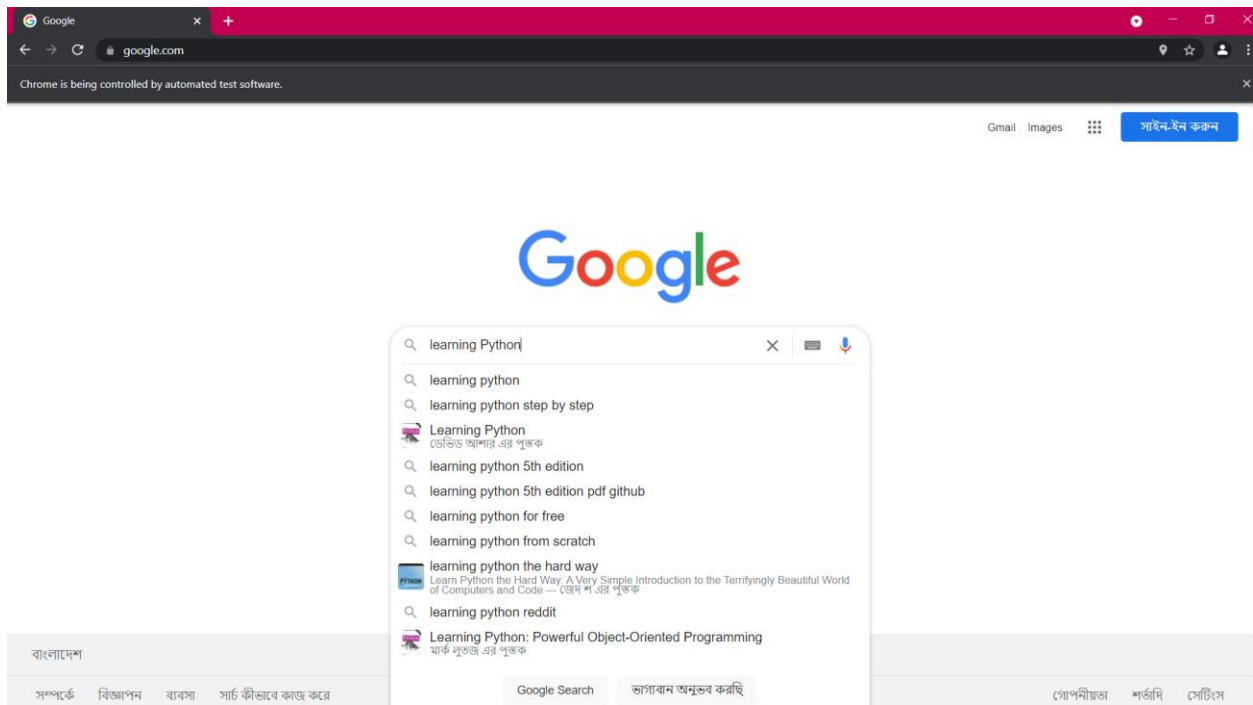 Google
google.com
Chrome is being controlled by automated test software.
Gmail Images সাইন-ইন করুন
Google
learning Python
learning python
learning python step by step
Learning Python
ডেভিড আশার এর পুস্তক
learning python 5th edition
learning python 5th edition pdf github
learning python for free
learning python from scratch
learning python the hard way
Learn Python the Hard Way: A Very Simple Introduction to the Terrifyingly Beautiful World
of Computers and Code — জেদ শ এর পুস্তক
learning python reddit
Learning Python: Powerful Object-Oriented Programming
মার্ক লুতজ এর পুস্তক
Google Search ভাগ্যবান অনুভব করছি
বাংলাদেশ
সম্পর্কে বিজ্ঞাপন ব্যবসা সার্চ কীভাবে কাজ করে গোপনীয়তা শর্তাদি সেটিংস